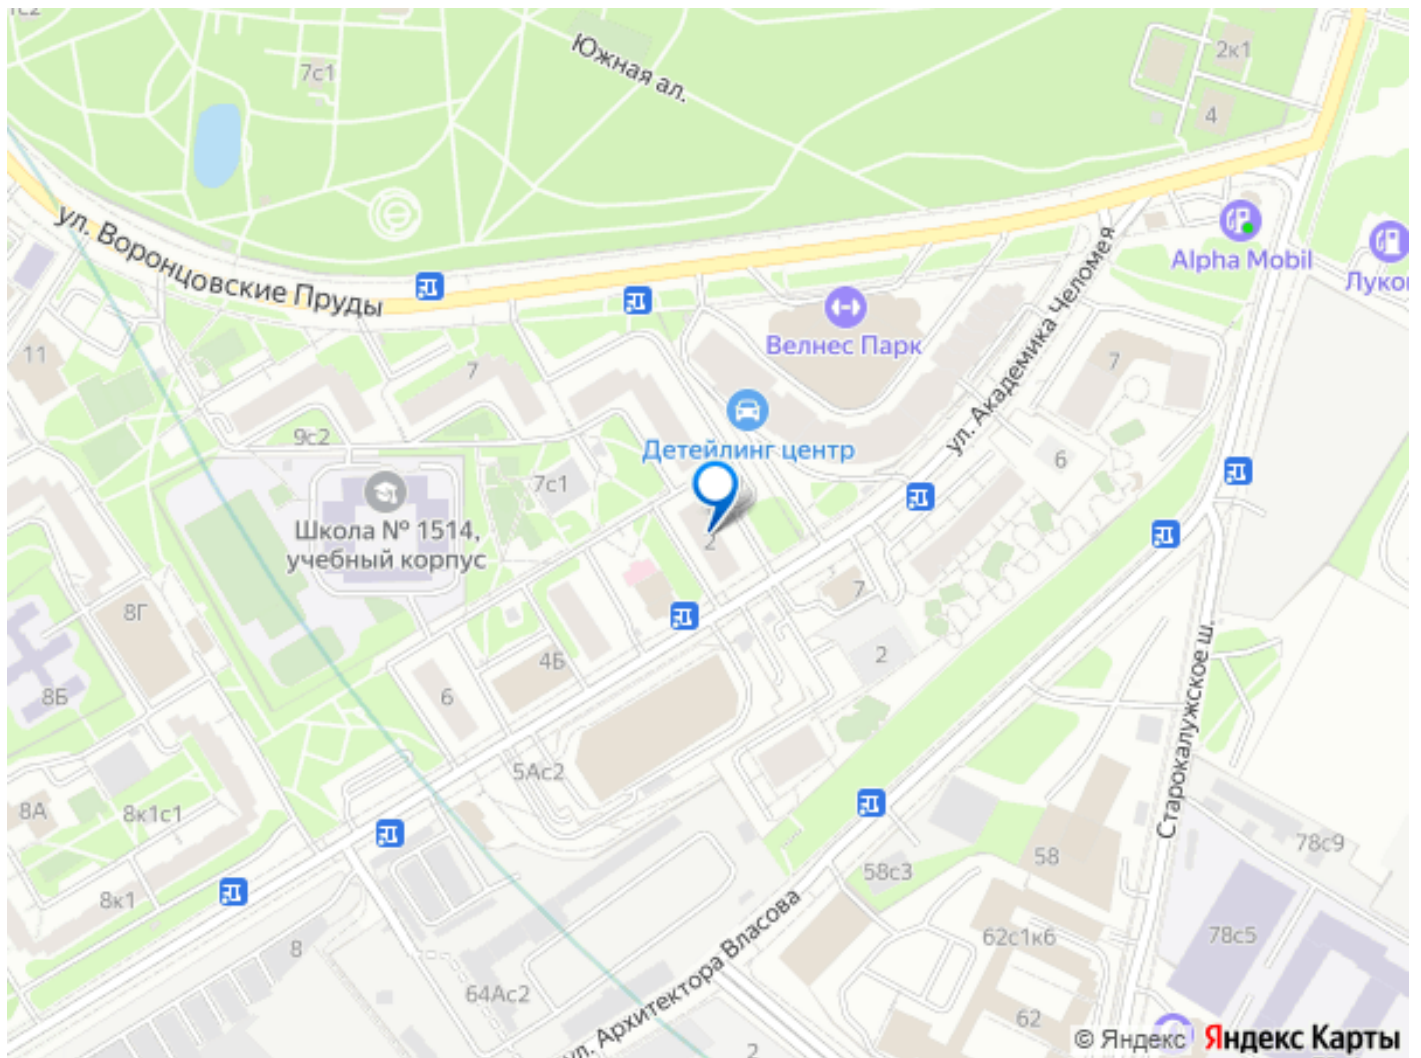 7с1
Южная ал.
2к1
4
ул. Воронцовские Пруды
Alpha Mobil
ул. Академика Челомея
Велнес Парк
11
7
7
9с2
Детейлинг центр
6
7с1
Школа № 1514,
учебный корпус
2
7
8Г
4Б
2
8Б
6
Старокалужское ш.
5Ас2
8А
8к1с1
78с9
58
58с3
8к1
ул. Архитектора Власова
62с1к6
78с5
8
64Ас2
62
2
© Яндекс Яндекс Карты